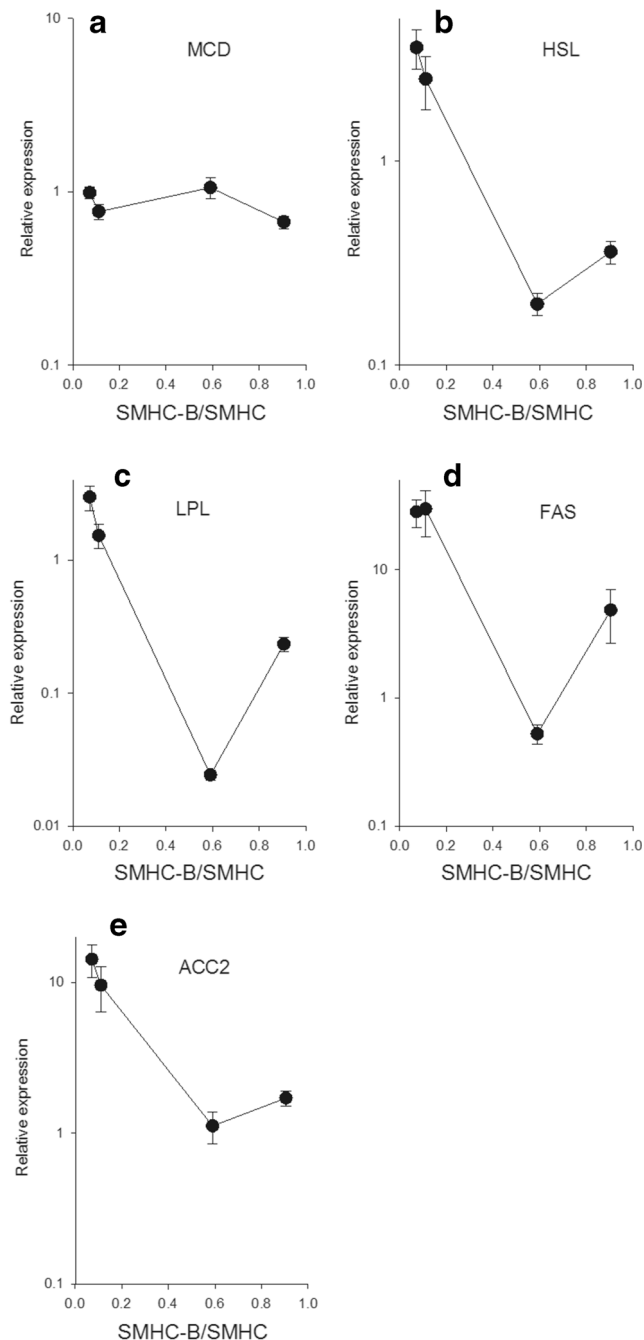 a
MCD
10
1
0.1
Relative expression
0.0 0.2 0.4 0.6 0.8 1.0
SMHC-B/SMHC
b
HSL
1
0.1
Relative expression
0.0 0.2 0.4 0.6 0.8 1.0
SMHC-B/SMHC
c
LPL
1
0.1
0.01
Relative expression
0.0 0.2 0.4 0.6 0.8 1.0
SMHC-B/SMHC
d
FAS
10
1
0.1
Relative expression
0.0 0.2 0.4 0.6 0.8 1.0
SMHC-B/SMHC
e
ACC2
10
1
0.1
Relative expression
0.0 0.2 0.4 0.6 0.8 1.0
SMHC-B/SMHC